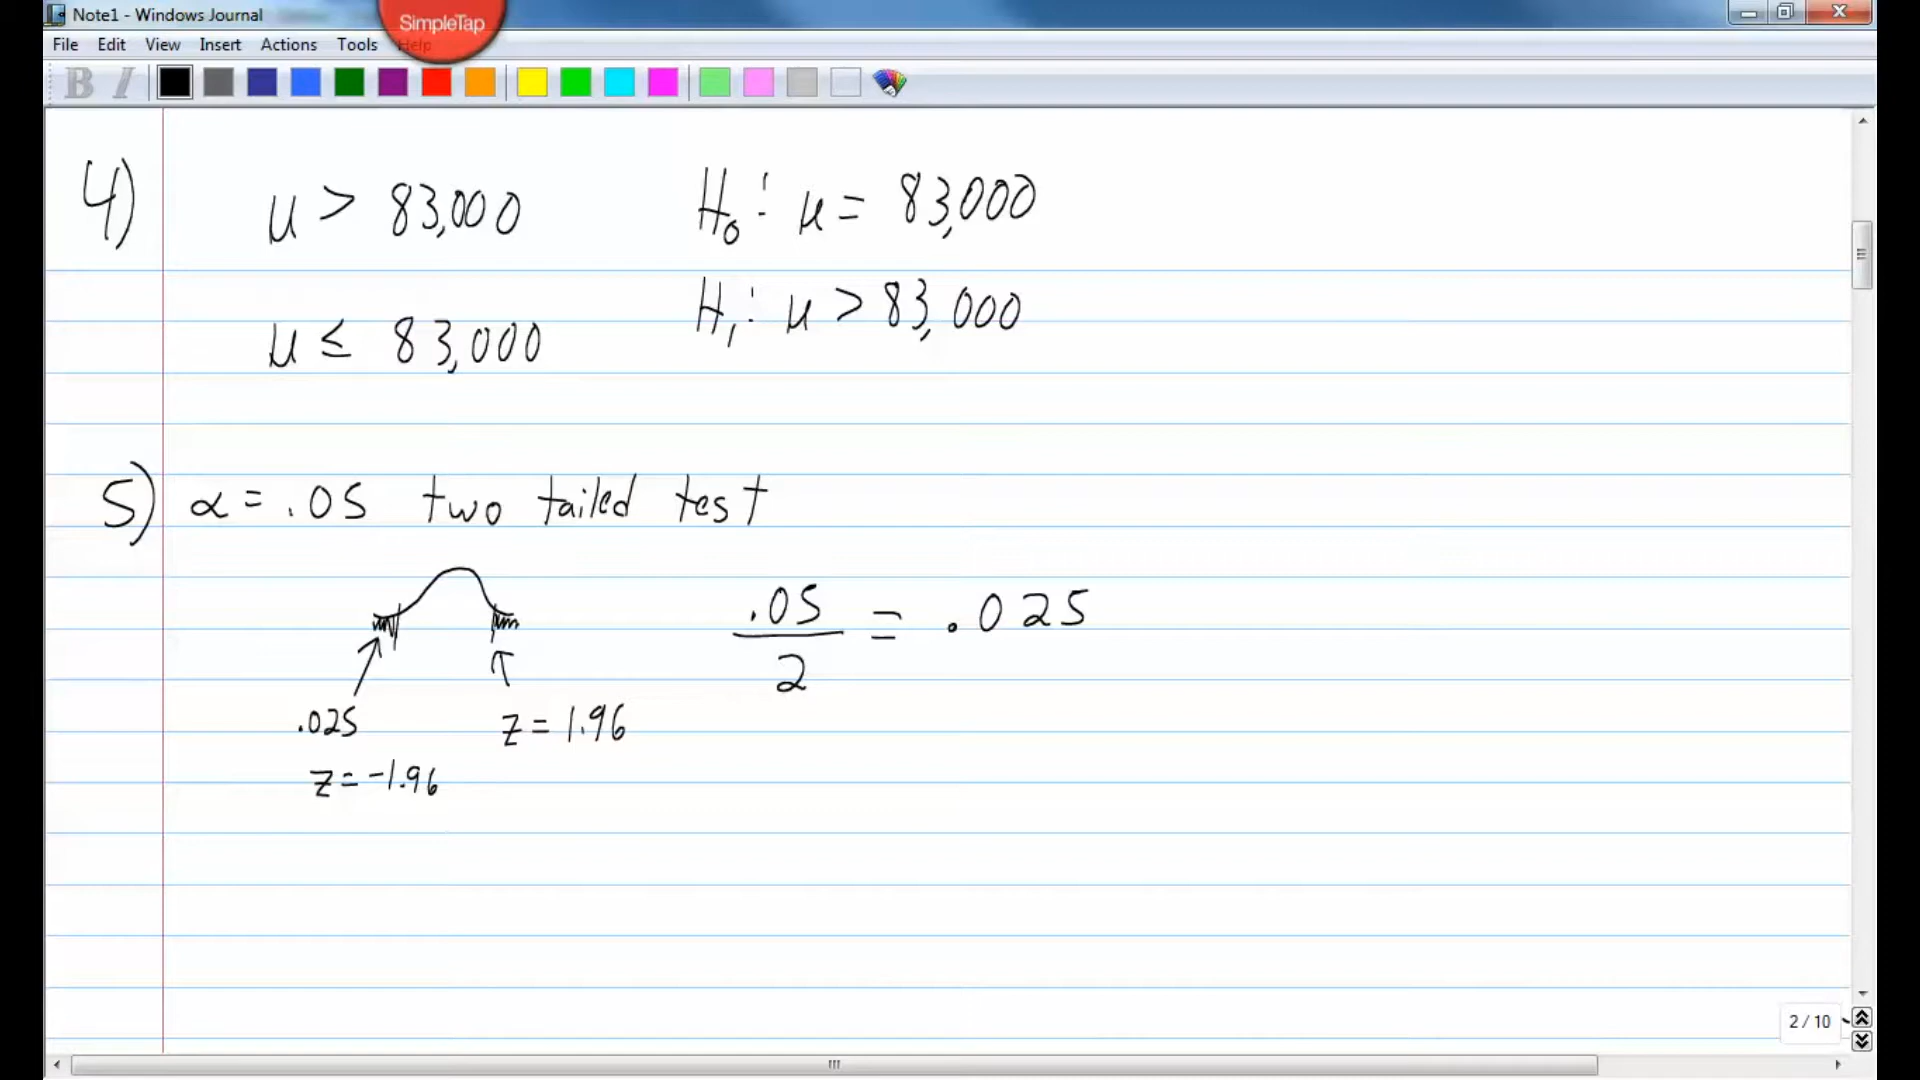 Note1 - Windows Journal
SimpleTap
File Edit View Insert Actions Tools Help
B I
4) μ > 83,000 H₀: μ = 83,000
H₁: μ > 83,000
μ ≤ 83,000
5) α = .05 two tailed test
.05
2
= .025
.025 z = 1.96
z = -1.96
2 / 10